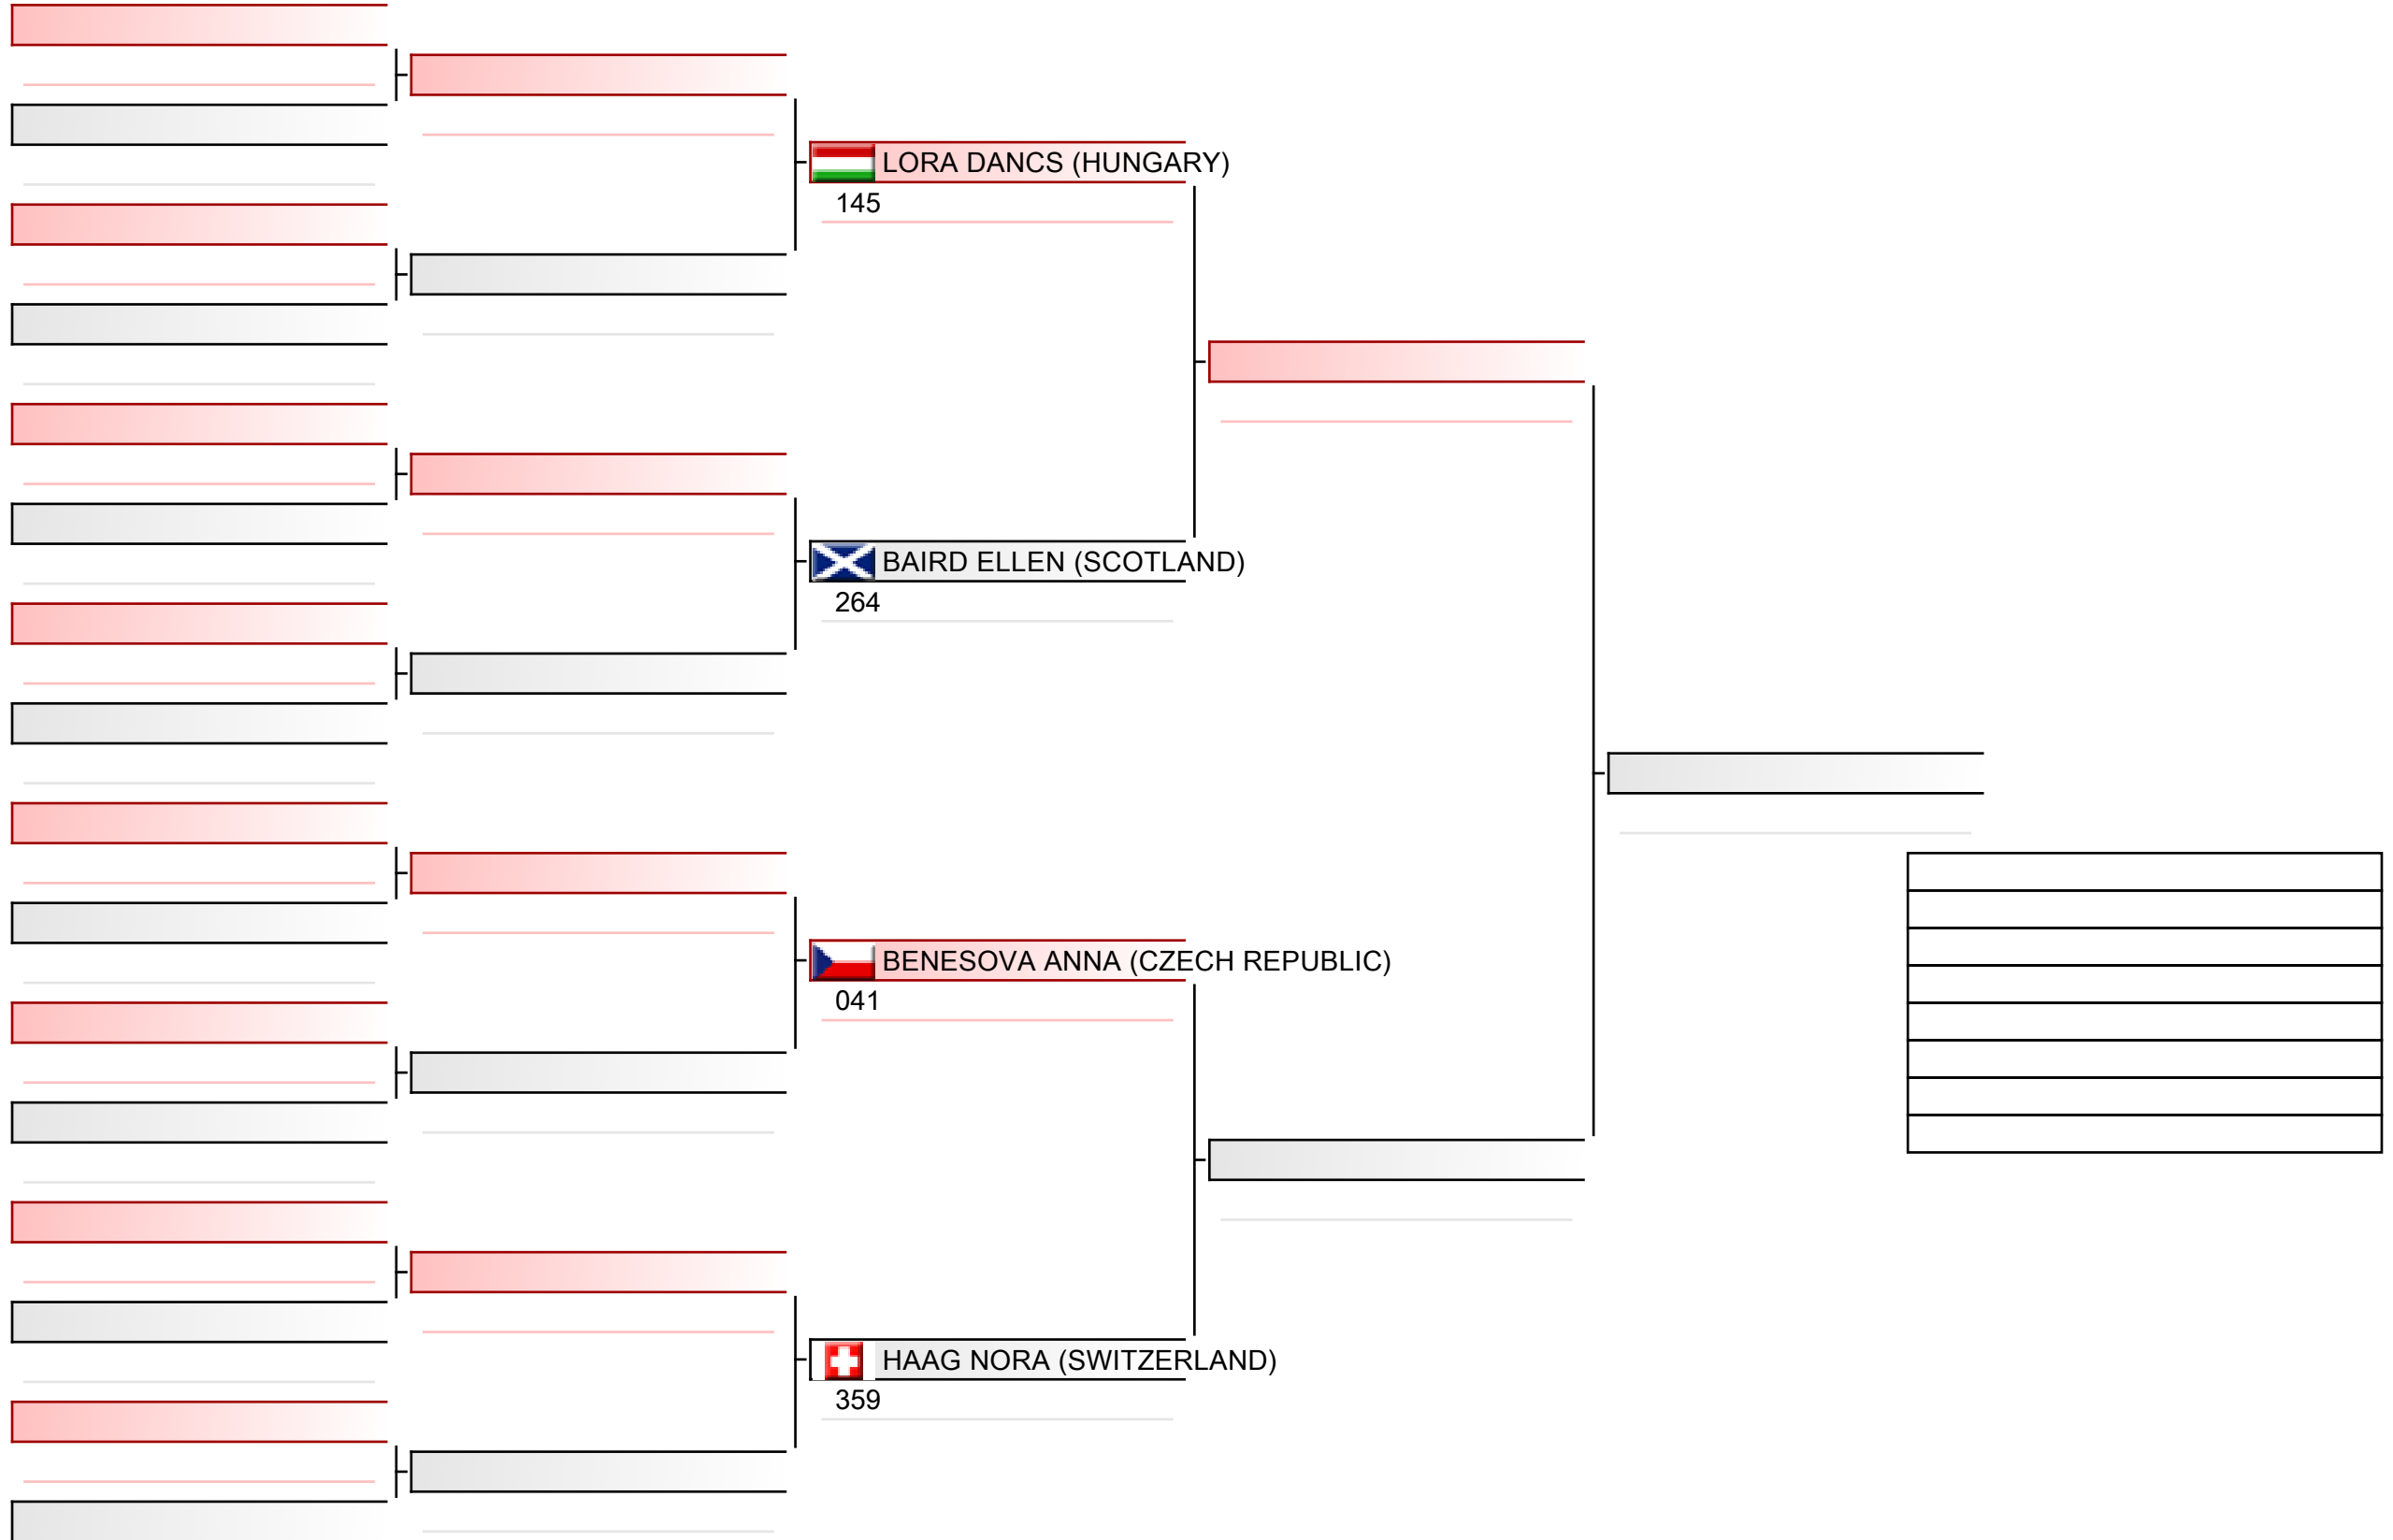 LORA DANCS (HUNGARY)
145
BAIRD ELLEN (SCOTLAND)
264
BENESOVA ANNA (CZECH REPUBLIC)
041
HAAG NORA (SWITZERLAND)
359